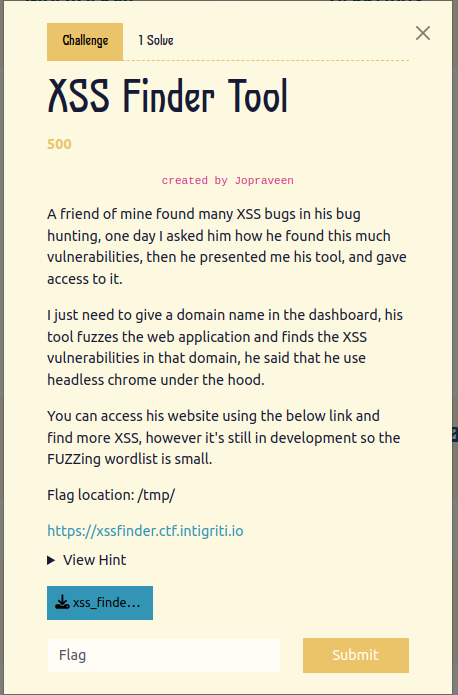 Challenge
1 Solve
XSS Finder Tool
500
created by Jopraveen
A friend of mine found many XSS bugs in his bug
hunting, one day I asked him how he found this much
vulnerabilities, then he presented me his tool, and gave
access to it.
I just need to give a domain name in the dashboard, his
tool fuzzes the web application and finds the XSS
vulnerabilities in that domain, he said that he use
headless chrome under the hood.
You can access his website using the below link and
find more XSS, however it's still in development so the
FUZZing wordlist is small.
Flag location: /tmp/
https://xssfinder.ctf.intigriti.io
View Hint
xss_finde...
Flag
Submit